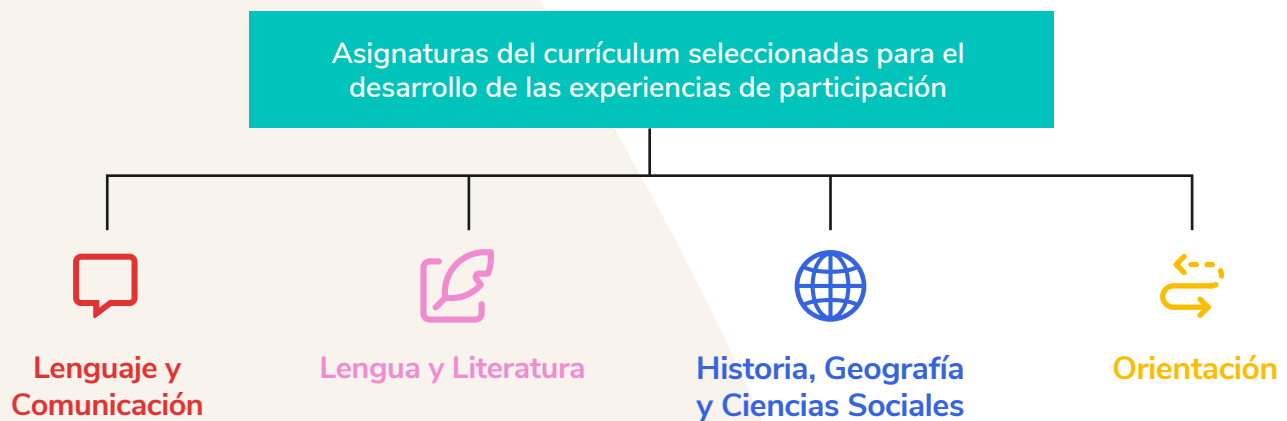 Asignaturas del currículum seleccionadas para el
desarrollo de las experiencias de participación
Lenguaje y
Comunicación
Lengua y Literatura
Historia, Geografía
y Ciencias Sociales
Orientación